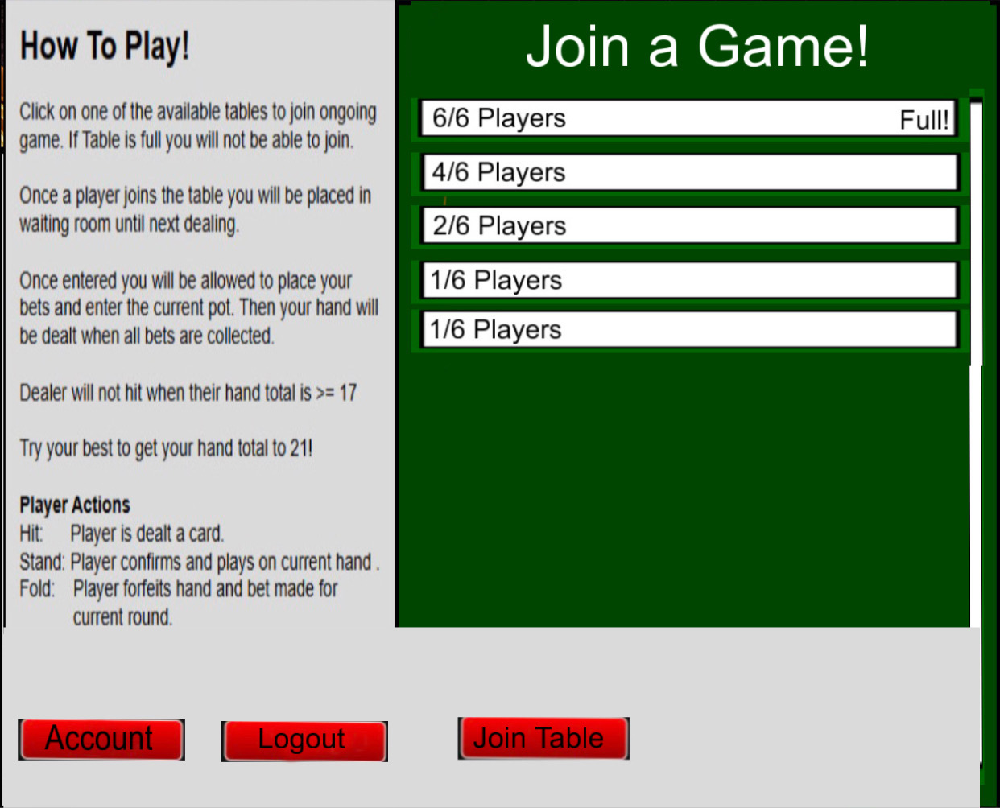 How To Play!
Click on one of the available tables to join ongoing
game. If Table is full you will not be able to join.
Once a player joins the table you will be placed in
waiting room until next dealing.
Once entered you will be allowed to place your
bets and enter the current pot. Then your hand will
be dealt when all bets are collected.
Dealer will not hit when their hand total is >= 17
Try your best to get your hand total to 21!
Player Actions
Hit: Player is dealt a card.
Stand: Player confirms and plays on current hand .
Fold: Player forfeits hand and bet made for
current round.
Join a Game!
6/6 Players Full!
4/6 Players
2/6 Players
1/6 Players
1/6 Players
Account
Logout
Join Table